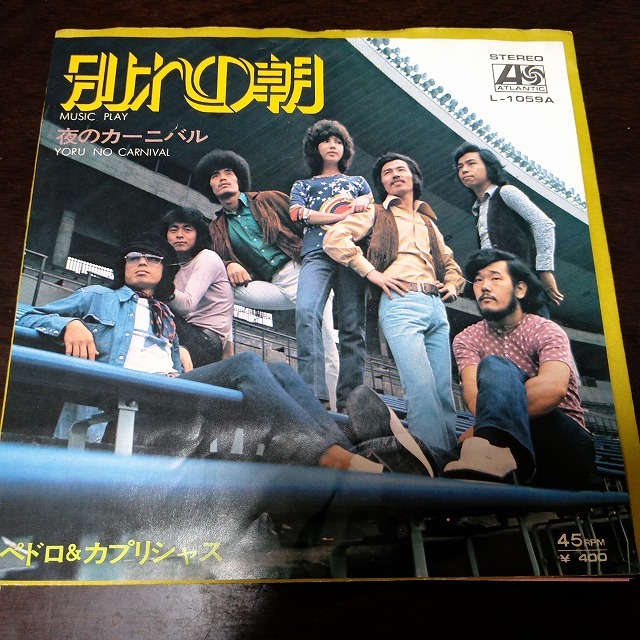 別れの朝
MUSIC PLAY
夜のカーニバル
YORU NO CARNIVAL
STEREO
ATLANTIC
L-1059A
ペドロ&カプリシャス
45RPM
¥ 400